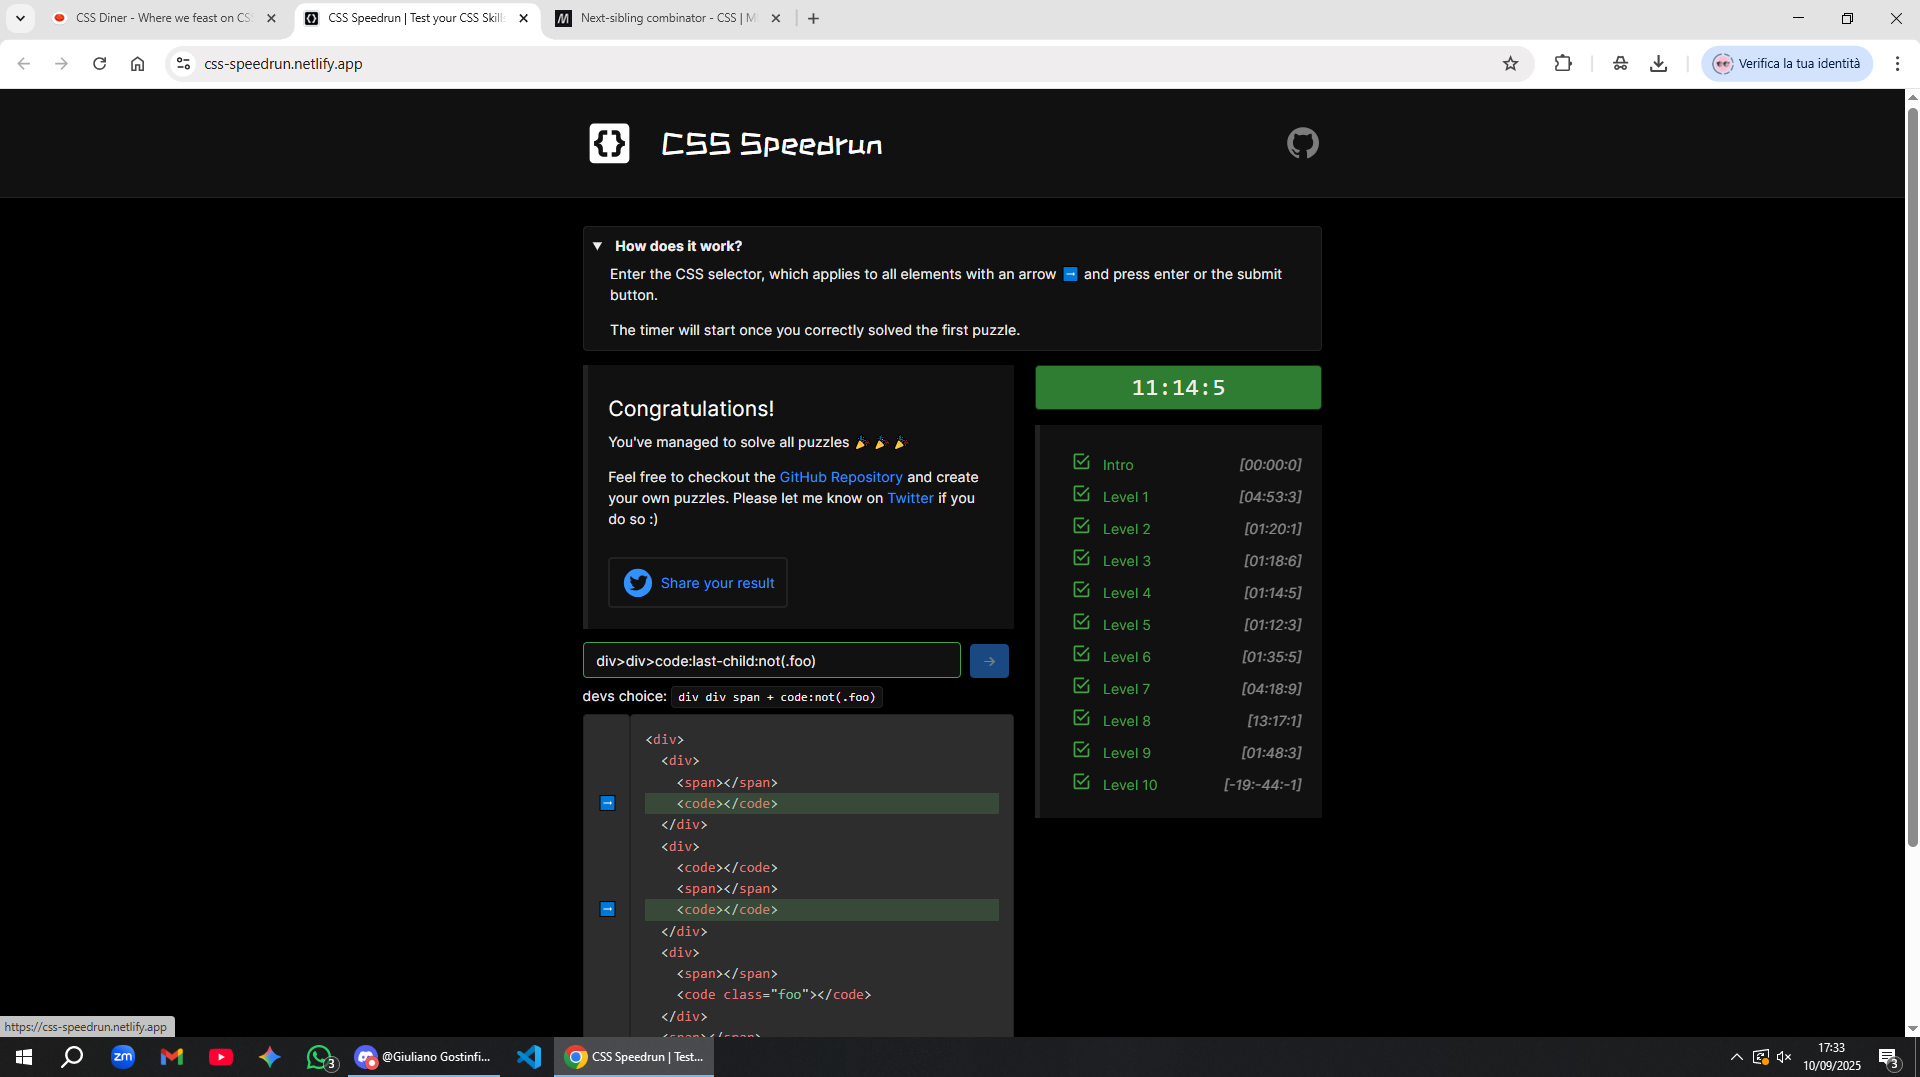 CSS Diner - Where we feast on CS
CSS Speedrun | Test your CSS Skills
Next-sibling combinator - CSS | M
css-speedrun.netlify.app
Verifica la tua identità
CSS Speedrun
How does it work?
Enter the CSS selector, which applies to all elements with an arrow ➡️ and press enter or the submit
button.
The timer will start once you correctly solved the first puzzle.
Congratulations!
You've managed to solve all puzzles 🎉 🎉 🎉
Feel free to checkout the GitHub Repository and create
your own puzzles. Please let me know on Twitter if you
do so :)
Share your result
div>div>code:last-child:not(.foo)
devs choice: div div span + code:not(.foo)
<div>
<div>
<span></span>
<code></code>
</div>
<div>
<code></code>
<span></span>
<code></code>
</div>
<div>
<span></span>
<code class="foo"></code>
</div>
<span></span>
11:14:5
Intro [00:00:0]
Level 1 [04:53:3]
Level 2 [01:20:1]
Level 3 [01:18:6]
Level 4 [01:14:5]
Level 5 [01:12:3]
Level 6 [01:35:5]
Level 7 [04:18:9]
Level 8 [13:17:1]
Level 9 [01:48:3]
Level 10 [-19:-44:-1]
https://css-speedrun.netlify.app
zm
3
@Giuliano Gostinfi...
CSS Speedrun | Test...
17:33
10/09/2025
3